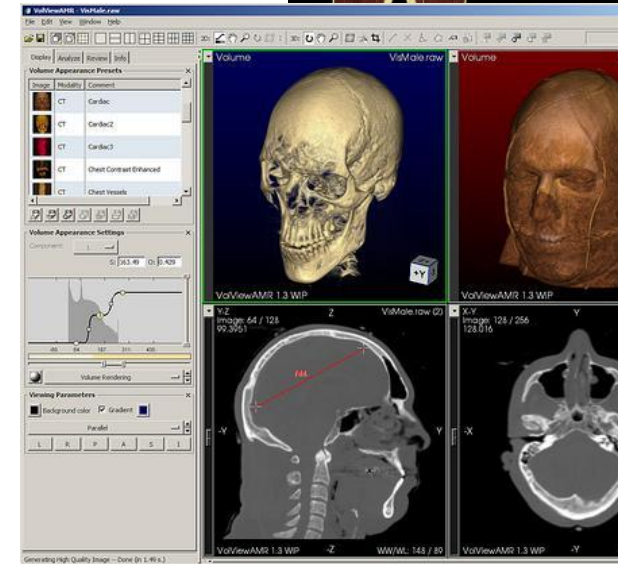 VolViewAMR - VisMale.raw
File Edit View Window Help
Display Analyze Review Info
Volume Appearance Presets
Image Modality Comment
CT Cardiac
CT Cardiac2
CT Cardiac3
CT Chest Contrast Enhanced
CT Chest Vessels
Volume Appearance Settings
Component: 1
S: 163.49 O: 0.429
Volume Rendering
Viewing Parameters
Background color Gradient
Parallel
L R P A S I
Generating High Quality Image -- Done (in 1.49 s.)
Volume VisMale.raw
+Y
VolViewAMR 1.3 WIP
Volume
VolViewAMR 1.3 WIP
Y-Z Z VisMale.raw (2)
Image: 64 / 128
99.3951
-Y Y
VolViewAMR 1.3 WIP -Z WW/WL: 148 / 89
X-Y Y
Image: 128 / 256
128.016
-X
VolViewAMR 1.3 WIP -Y